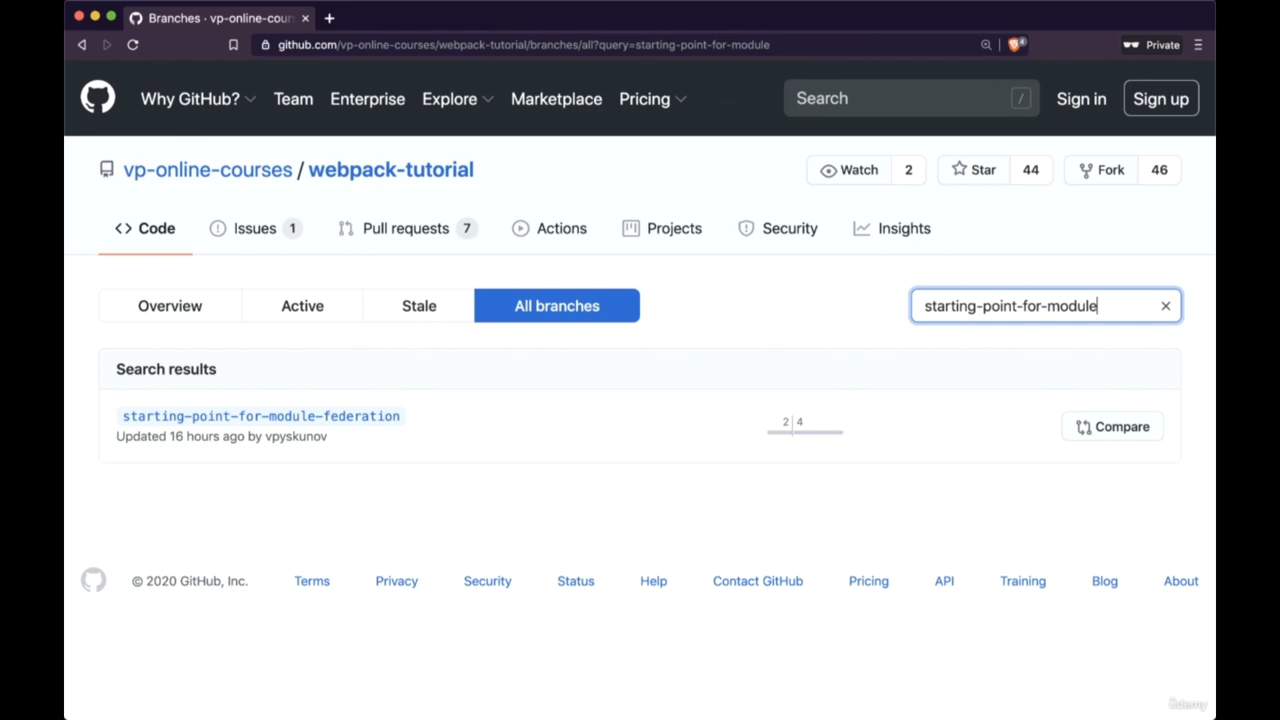 Branches · vp-online-cour
github.com/vp-online-courses/webpack-tutorial/branches/all?query=starting-point-for-module
4
Private
Why GitHub? Team Enterprise Explore Marketplace Pricing
Search /
Sign in
Sign up
vp-online-courses / webpack-tutorial
Watch 2
Star 44
Fork 46
Code
Issues 1
Pull requests 7
Actions
Projects
Security
Insights
Overview
Active
Stale
All branches
starting-point-for-module
Search results
starting-point-for-module-federation
Updated 16 hours ago by vpyskunov
2 4
Compare
© 2020 GitHub, Inc. Terms Privacy Security Status Help Contact GitHub Pricing API Training Blog About
ûdemy